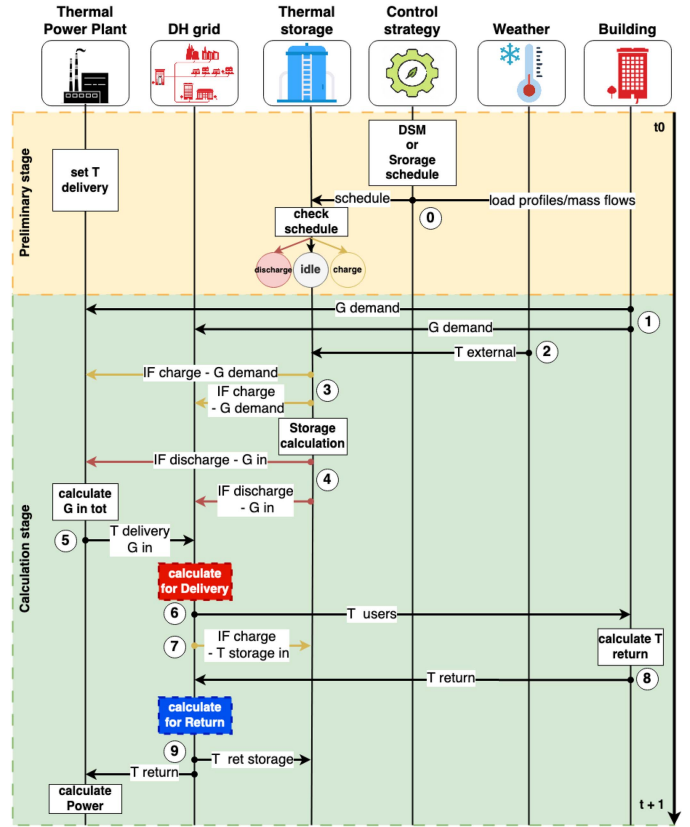 Thermal
Power Plant
DH grid
Thermal
storage
Control
strategy
Weather
Building
Preliminary stage
t0
DSM
or
Srorage
schedule
set T
delivery
schedule
load profiles/mass flows
0
check
schedule
discharge
idle
charge
Calculation stage
G demand
1
G demand
T external
2
IF charge - G demand
3
IF charge
- G demand
Storage
calculation
IF discharge - G in
4
calculate
G in tot
IF discharge
- G in
5
T delivery
G in
calculate
for Delivery
6
T users
7
IF charge
- T storage in
calculate T
return
T return
8
calculate
for Return
9
T ret storage
T return
calculate
Power
t + 1